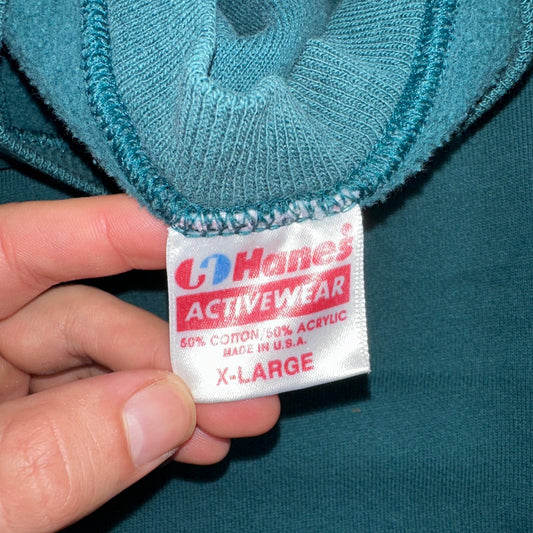 Hanes
ACTIVEWEAR
50% COTTON/50% ACRYLIC
MADE IN U.S.A.
X-LARGE